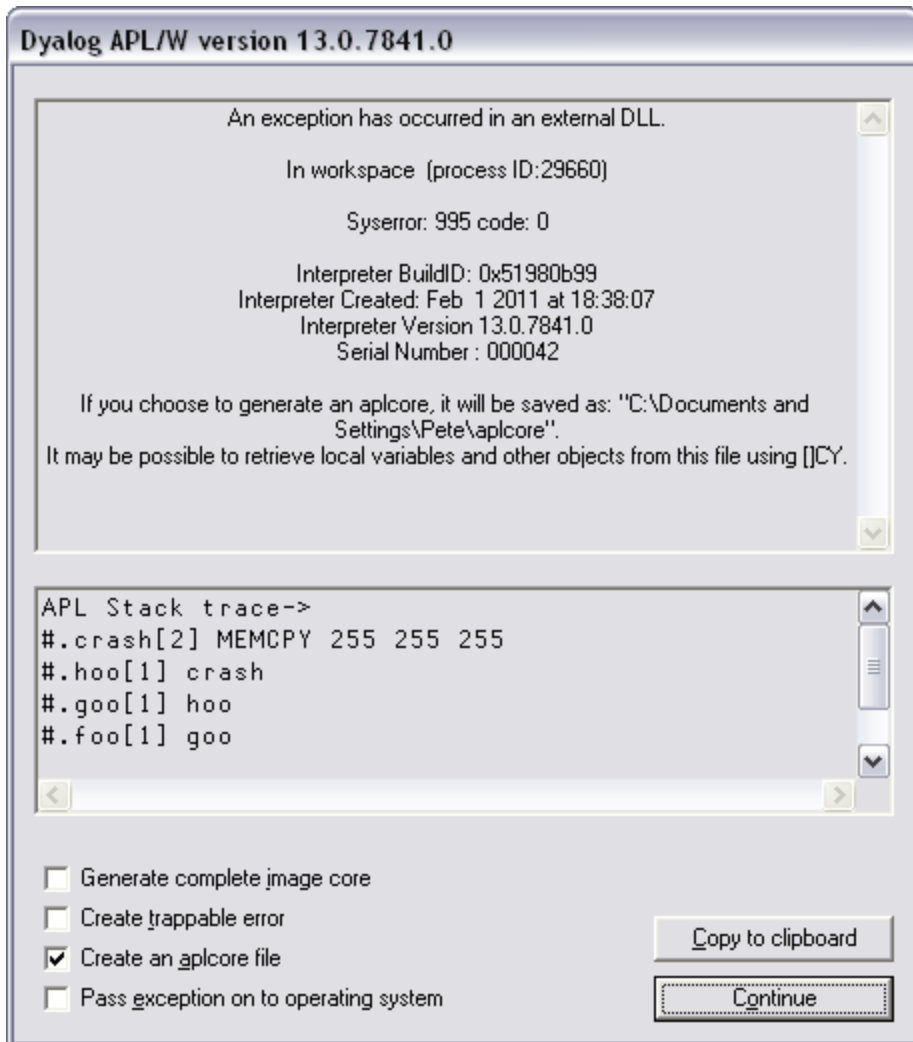 Dyalog APL/W version 13.0.7841.0
An exception has occurred in an external DLL.
In workspace (process ID:29660)
Syserror: 995 code: 0
Interpreter BuildID: 0x51980b99
Interpreter Created: Feb 1 2011 at 18:38:07
Interpreter Version 13.0.7841.0
Serial Number : 000042
If you choose to generate an aplcore, it will be saved as: "C:\Documents and
Settings\Pete\aplcore".
It may be possible to retrieve local variables and other objects from this file using []CY.
APL Stack trace->
#.crash[2] MEMCPY 255 255 255
#.hoo[1] crash
#.goo[1] hoo
#.foo[1] goo
Generate complete image core
Create trappable error
Create an aplcore file
Pass exception on to operating system
Copy to clipboard
Continue